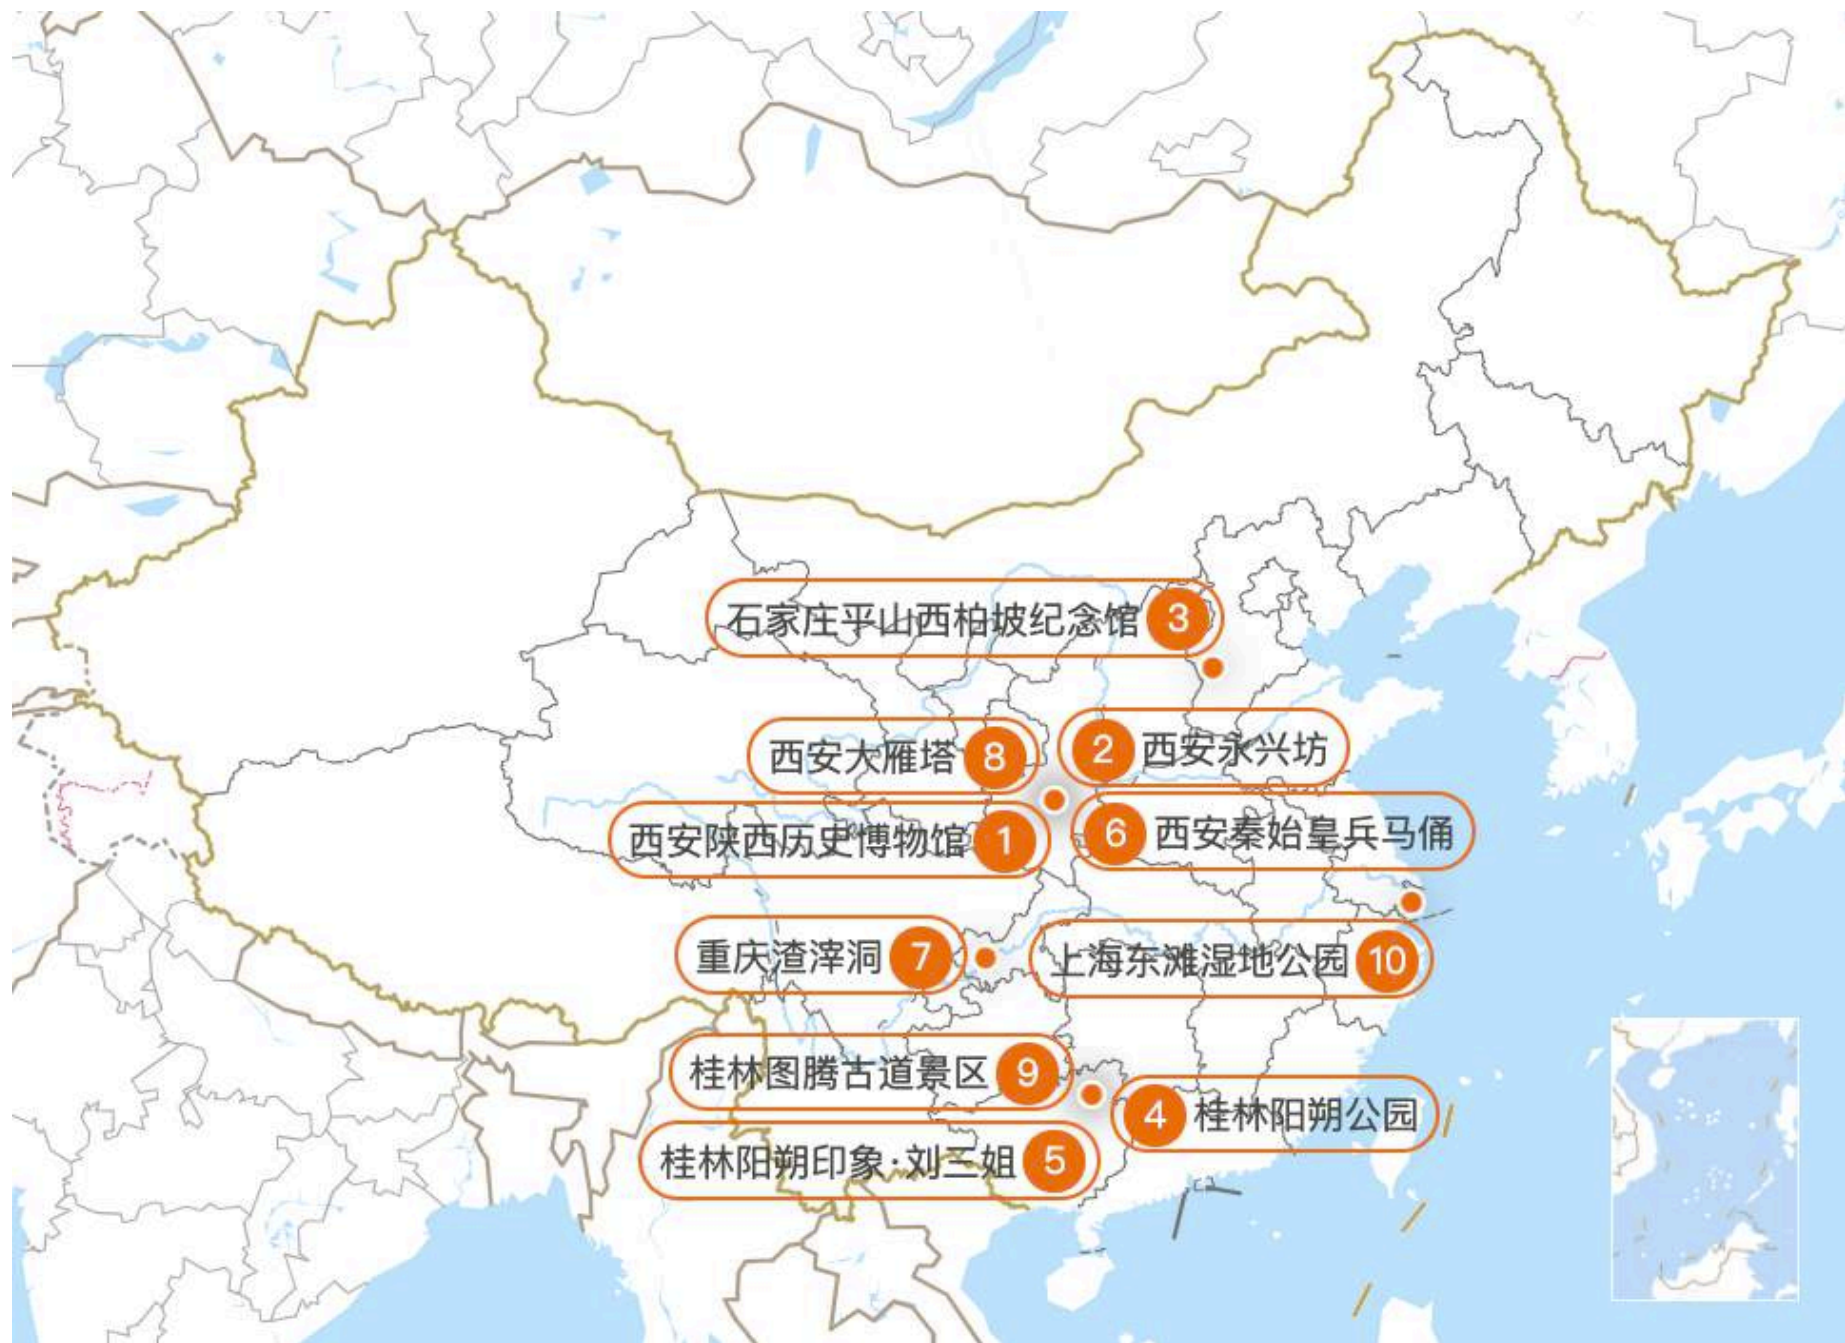 石家庄平山西柏坡纪念馆 3
西安大雁塔 8
2 西安永兴坊
西安陕西历史博物馆 1
6 西安秦始皇兵马俑
重庆渣滓洞 7
上海东滩湿地公园 10
桂林图腾古道景区 9
4 桂林阳朔公园
桂林阳朔印象·刘三姐 5